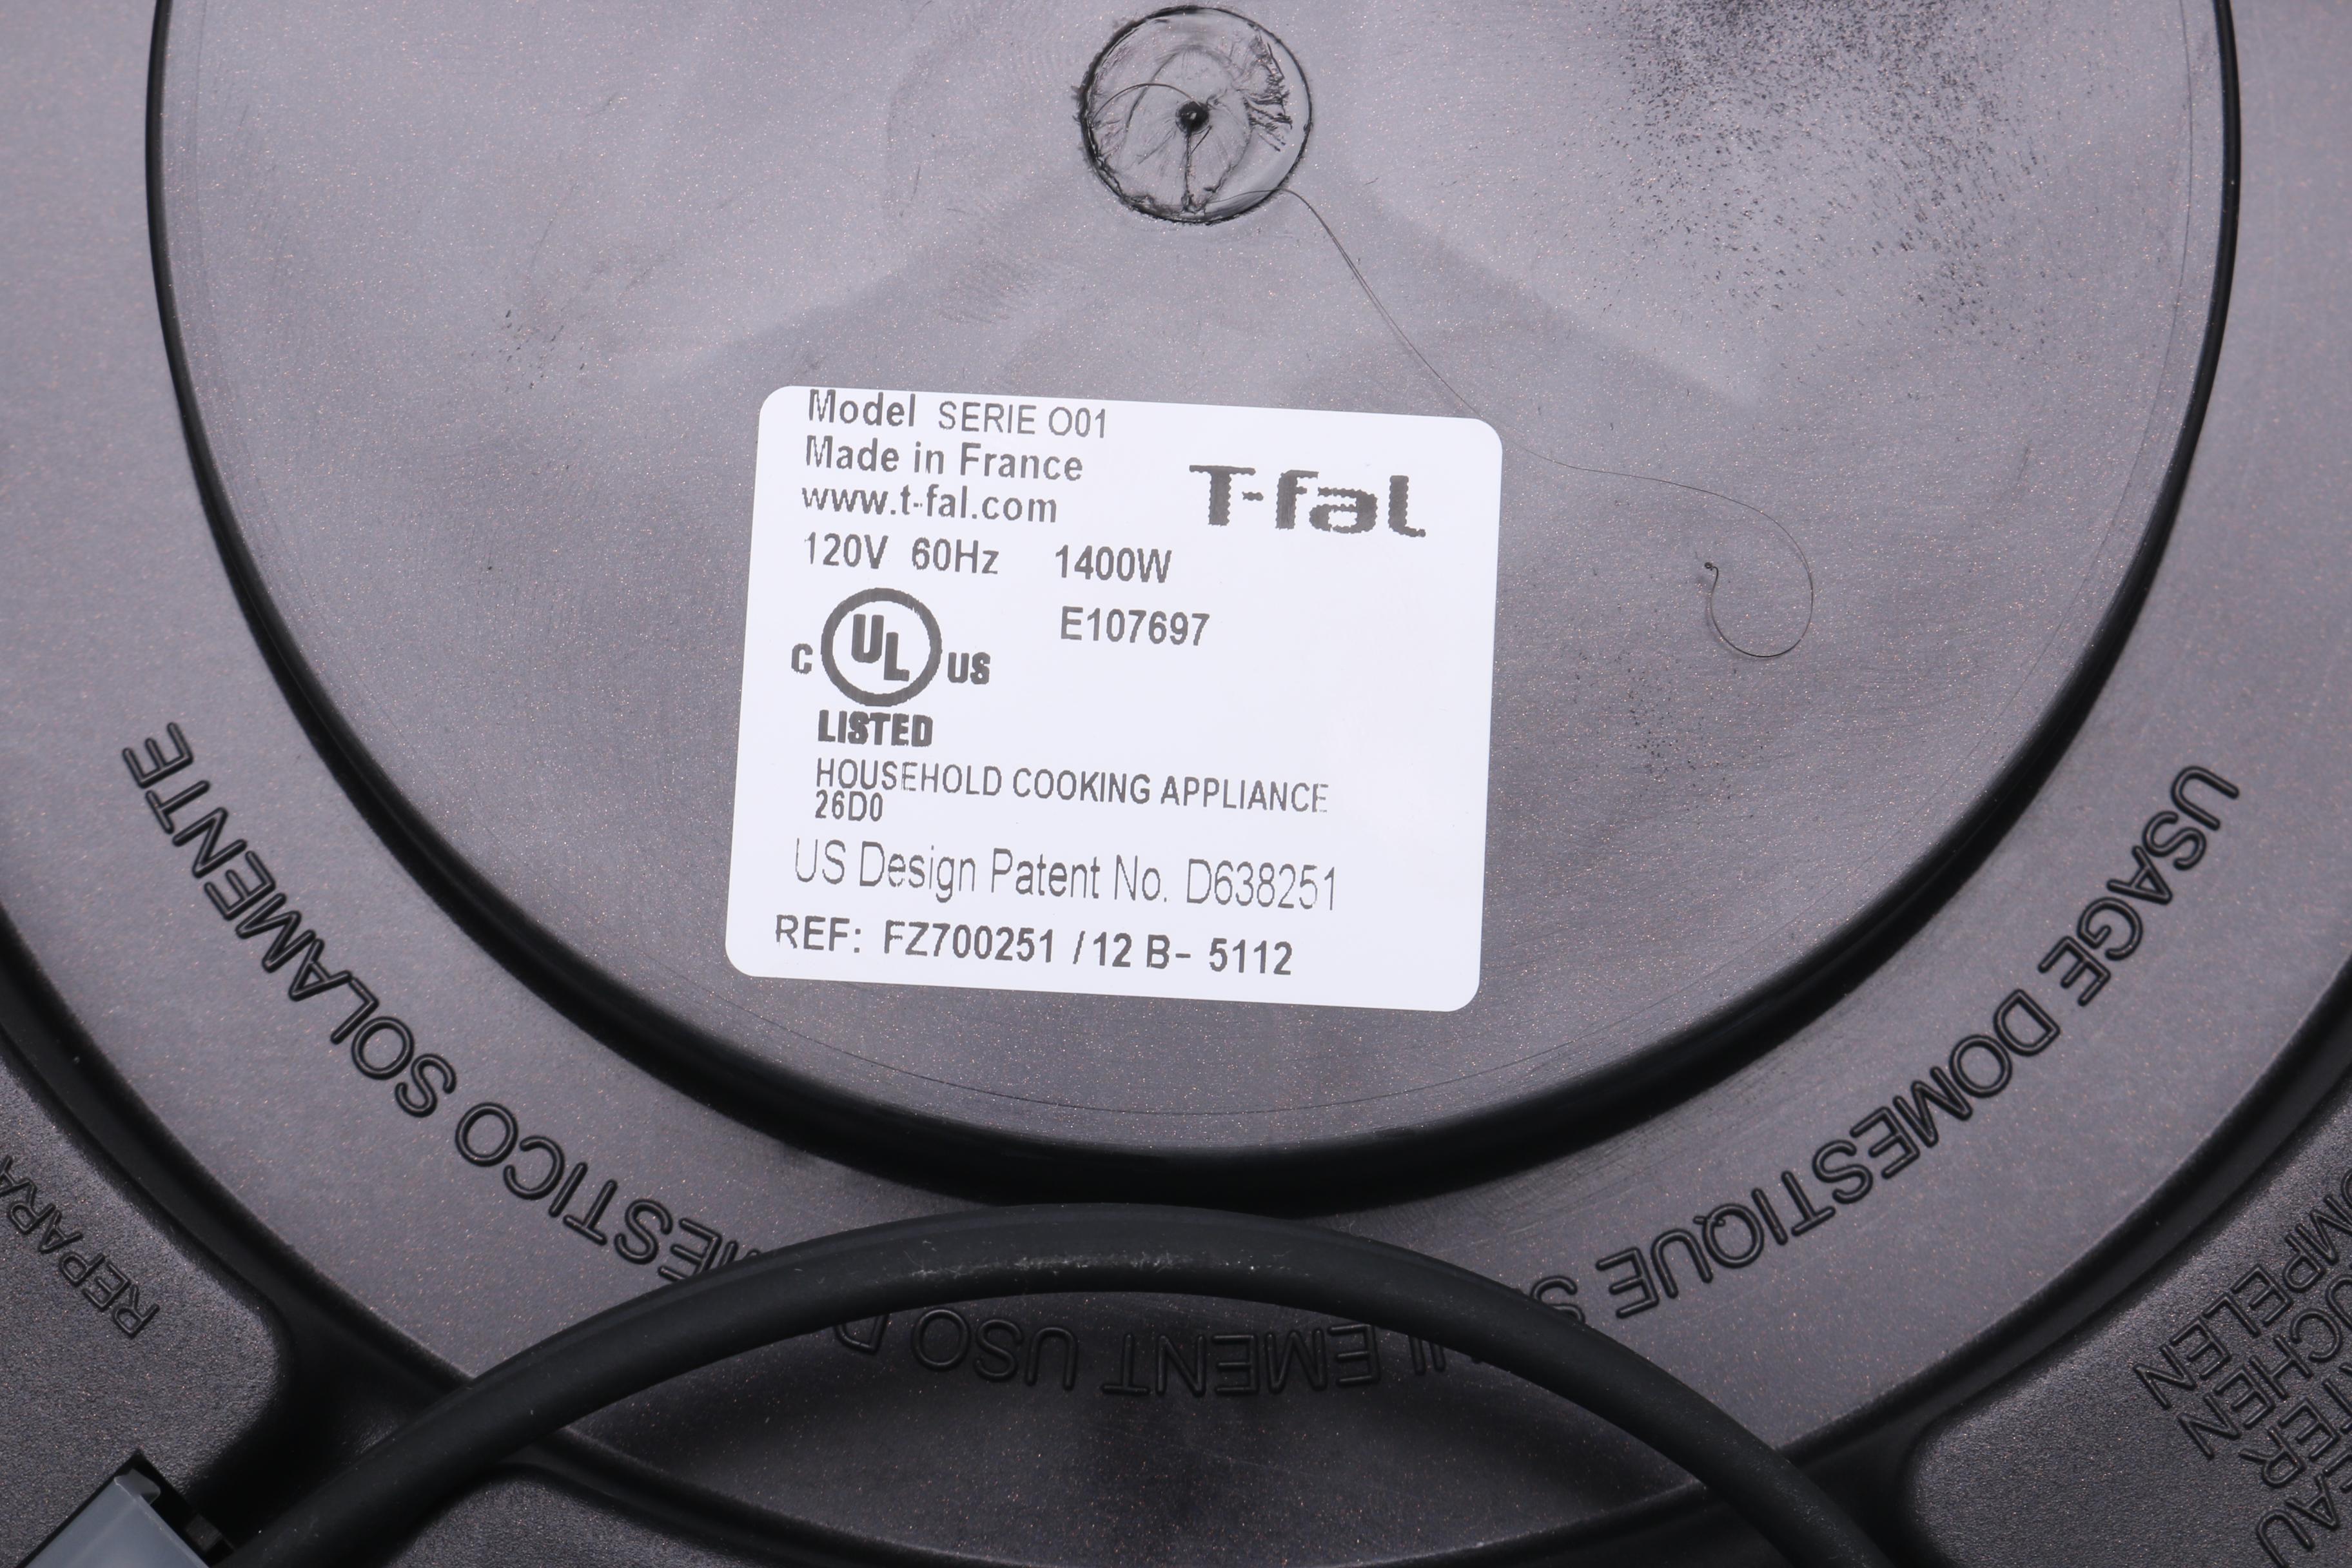 Model SERIE O01
Made in France
www.t-fal.com
T-fal
120V 60Hz 1400W
E107697
C UL US
LISTED
HOUSEHOLD COOKING APPLIANCE
26D0
US Design Patent No. D638251
REF: FZ700251 /12 B- 5112
USAGE DOMESTIQUE
USO
SOLAMENTE